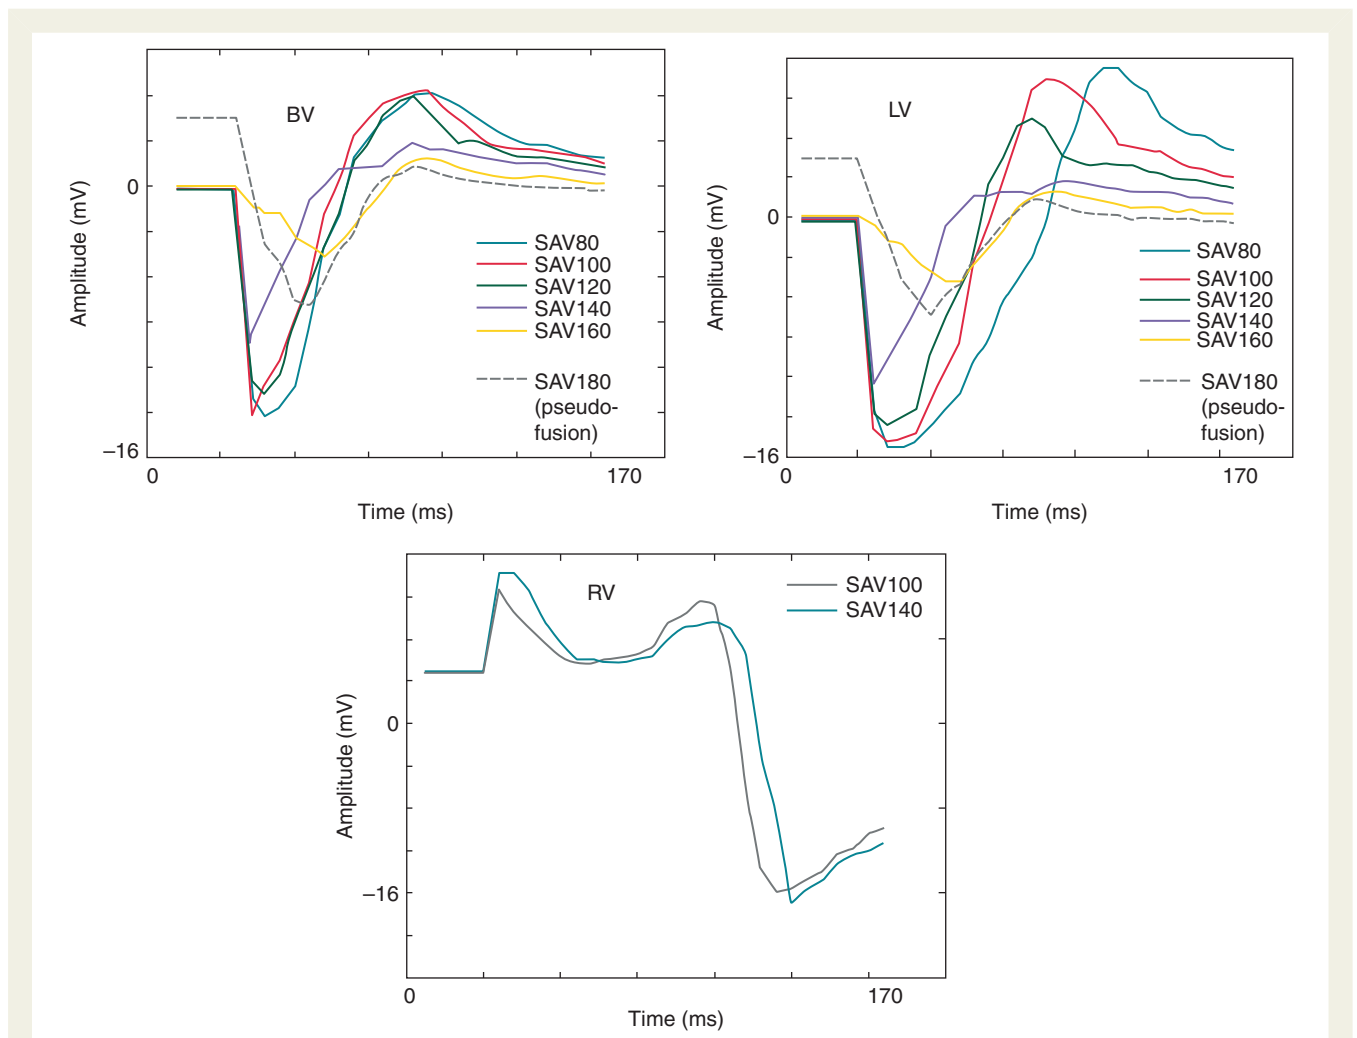 BV
Amplitude (mV)
0
–16
SAV80
SAV100
SAV120
SAV140
SAV160
SAV180
(pseudo-
fusion)
0
170
Time (ms)
LV
Amplitude (mV)
0
–16
SAV80
SAV100
SAV120
SAV140
SAV160
SAV180
(pseudo-
fusion)
0
170
Time (ms)
RV
SAV100
SAV140
Amplitude (mV)
0
–16
0
170
Time (ms)